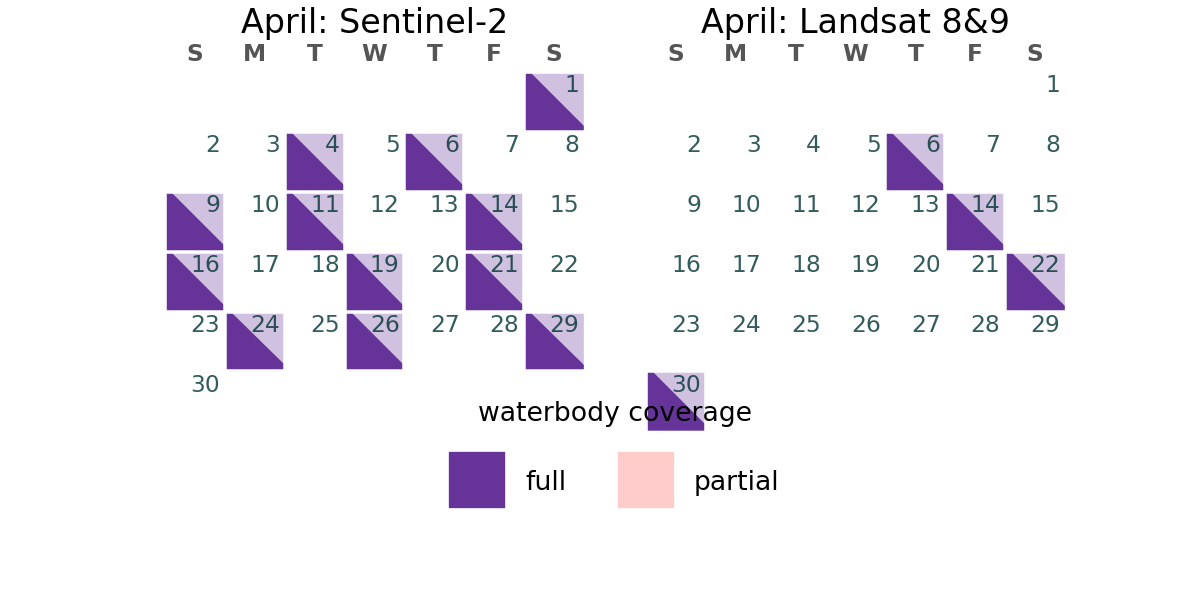 April: Sentinel-2
S M T W T F S
1
2 3 4 5 6 7 8
9 10 11 12 13 14 15
16 17 18 19 20 21 22
23 24 25 26 27 28 29
30
April: Landsat 8&9
S M T W T F S
1
2 3 4 5 6 7 8
9 10 11 12 13 14 15
16 17 18 19 20 21 22
23 24 25 26 27 28 29
30
waterbody coverage
full partial